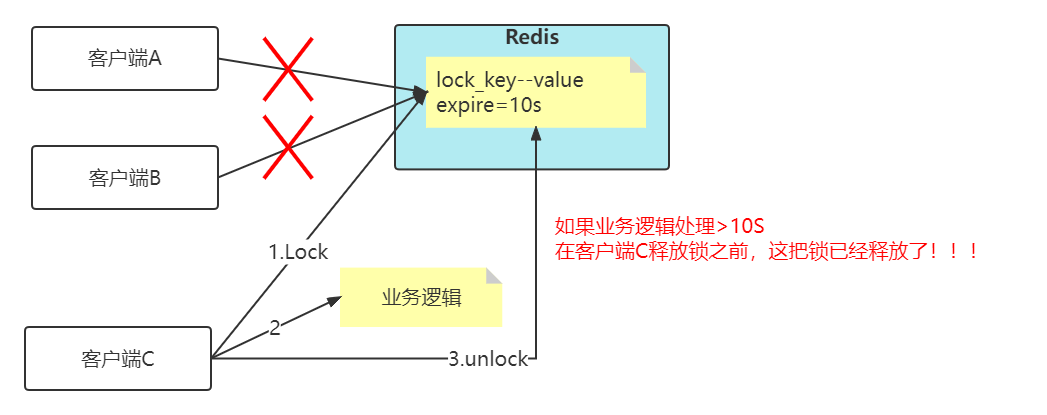 客户端A
Redis
lock_key--value
expire=10s
客户端B
如果业务逻辑处理>10S
在客户端C释放锁之前，这把锁已经释放了！！！
1.Lock
业务逻辑
2
客户端C
3.unlock